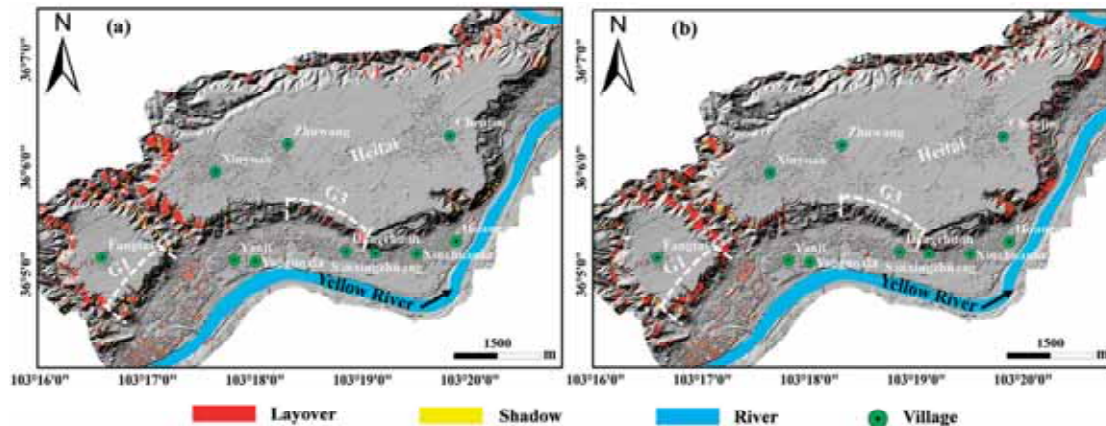 N
(a)
36°7'0"
36°6'0"
36°5'0"
Zhuwang
Chenjia
Heitai
Xinyuan
G3
Fangtai
G1
Yanji
Sanxingzhuang
Yellow River
1500
m
103°16'0"
103°17'0"
103°18'0"
103°19'0"
103°20'0"
N
(b)
36°7'0"
36°6'0"
36°5'0"
Zhuwang
Heitai
Xinyuan
G3
Fangtai
G1
Yanji
Sanxingzhuang
Yellow River
1500
m
103°16'0"
103°17'0"
103°18'0"
103°19'0"
103°20'0"
Layover
Shadow
River
Village